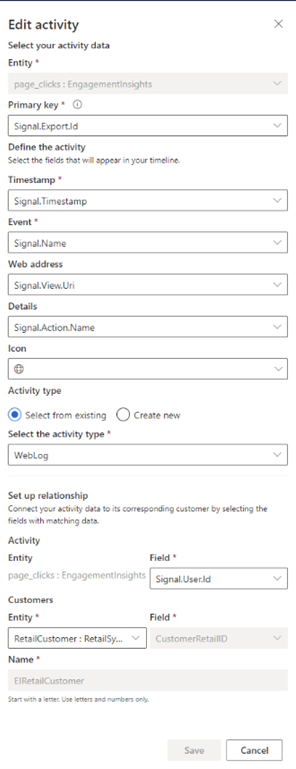 Edit activity
Select your activity data
Entity *
page_clicks : EngagementInsights
Primary key *
Signal.Export.Id
Define the activity
Select the fields that will appear in your timeline.
Timestamp *
Signal.Timestamp
Event *
Signal.Name
Web address
Signal.View.Uri
Details
Signal.Action.Name
Icon
Activity type
Select from existing Create new
Select the activity type *
WebLog
Set up relationship
Connect your activity data to its corresponding customer by selecting the
fields with matching data.
Activity
Entity Field *
page_clicks : EngagementInsights Signal.User.Id
Customers
Entity * Field *
RetailCustomer : RetailSy... CustomerRetailID
Name *
EIRetailCustomer
Start with a letter. Use letters and numbers only.
Save Cancel